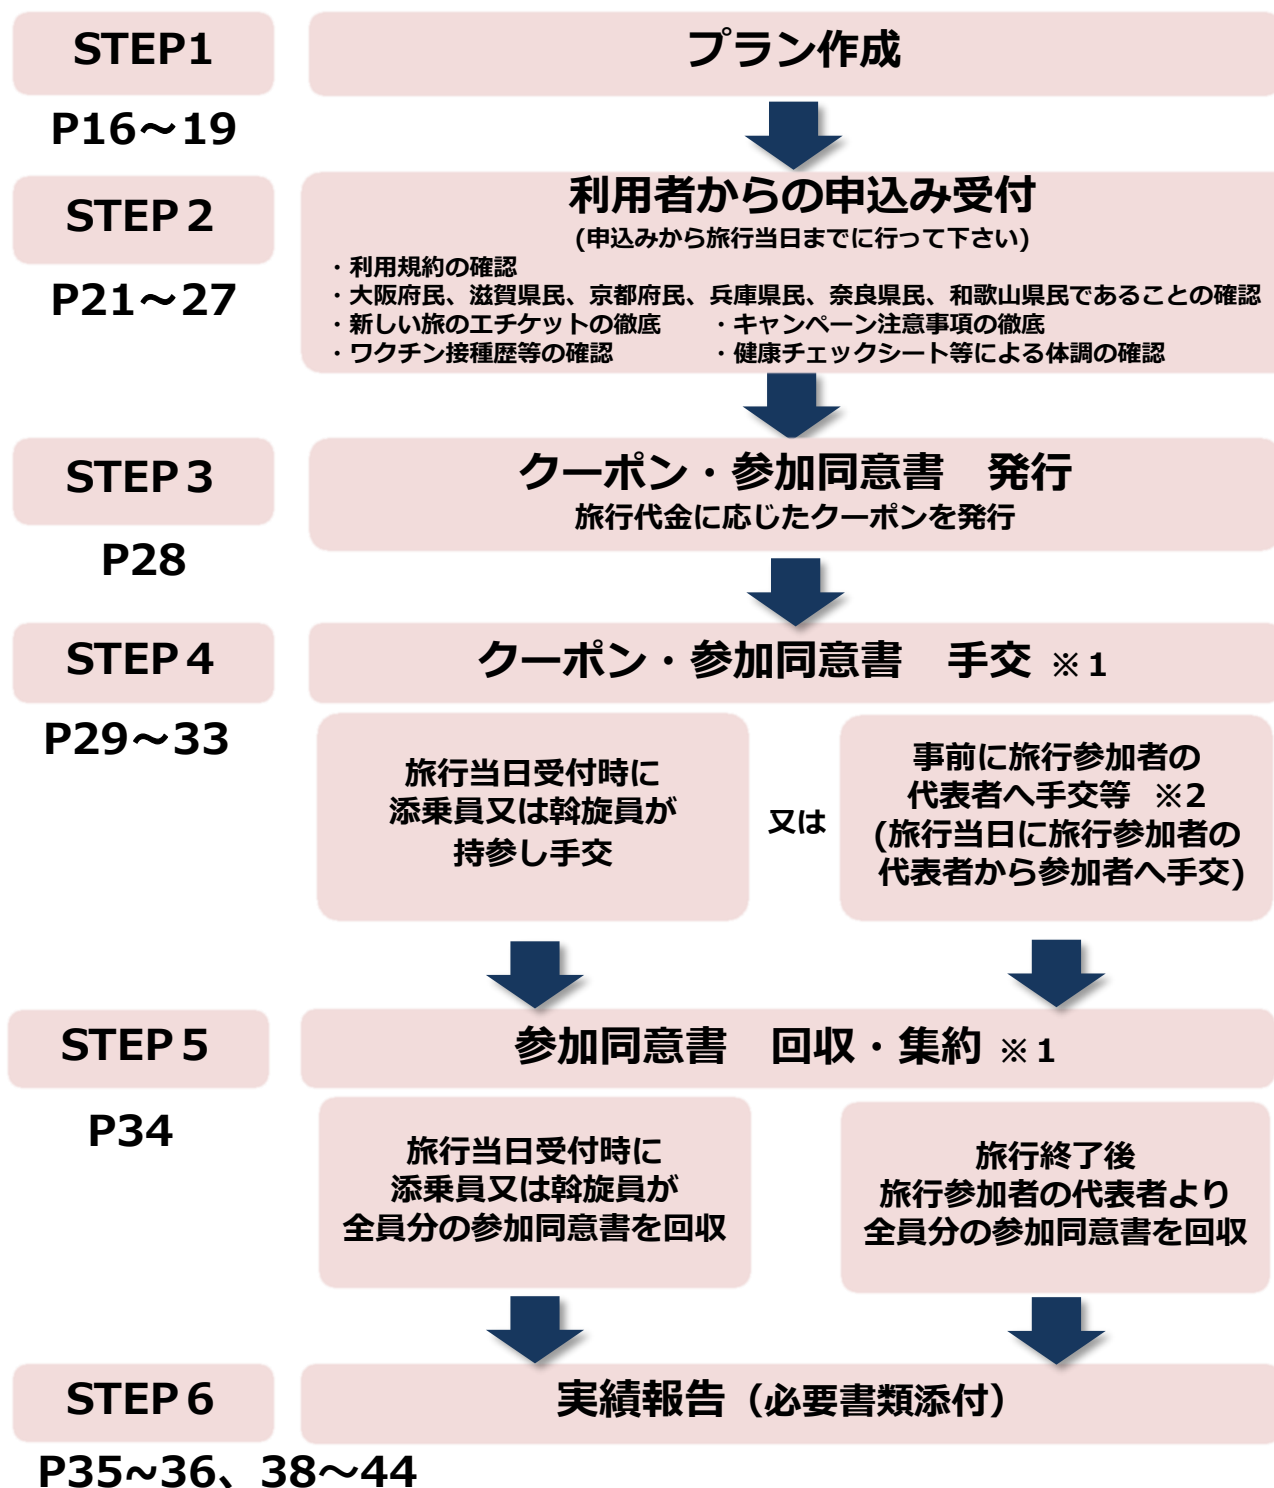 STEP1
プラン作成
P16～19
STEP２
利用者からの申込み受付
(申込みから旅行当日までに行って下さい)
・利用規約の確認
・大阪府民、滋賀県民、京都府民、兵庫県民、奈良県民、和歌山県民であることの確認
・新しい旅のエチケットの徹底　・キャンペーン注意事項の徹底
・ワクチン接種歴等の確認　・健康チェックシート等による体調の確認
P21～27
STEP３
クーポン・参加同意書　発行
旅行代金に応じたクーポンを発行
P28
STEP４
クーポン・参加同意書　手交 ※１
P29～33
旅行当日受付時に
添乗員又は斡旋員が
持参し手交
又は
事前に旅行参加者の
代表者へ手交等 ※2
(旅行当日に旅行参加者の
代表者から参加者へ手交)
STEP５
参加同意書　回収・集約 ※１
P34
旅行当日受付時に
添乗員又は斡旋員が
全員分の参加同意書を回収
旅行終了後
旅行参加者の代表者より
全員分の参加同意書を回収
STEP６
実績報告（必要書類添付）
P35~36、38～44